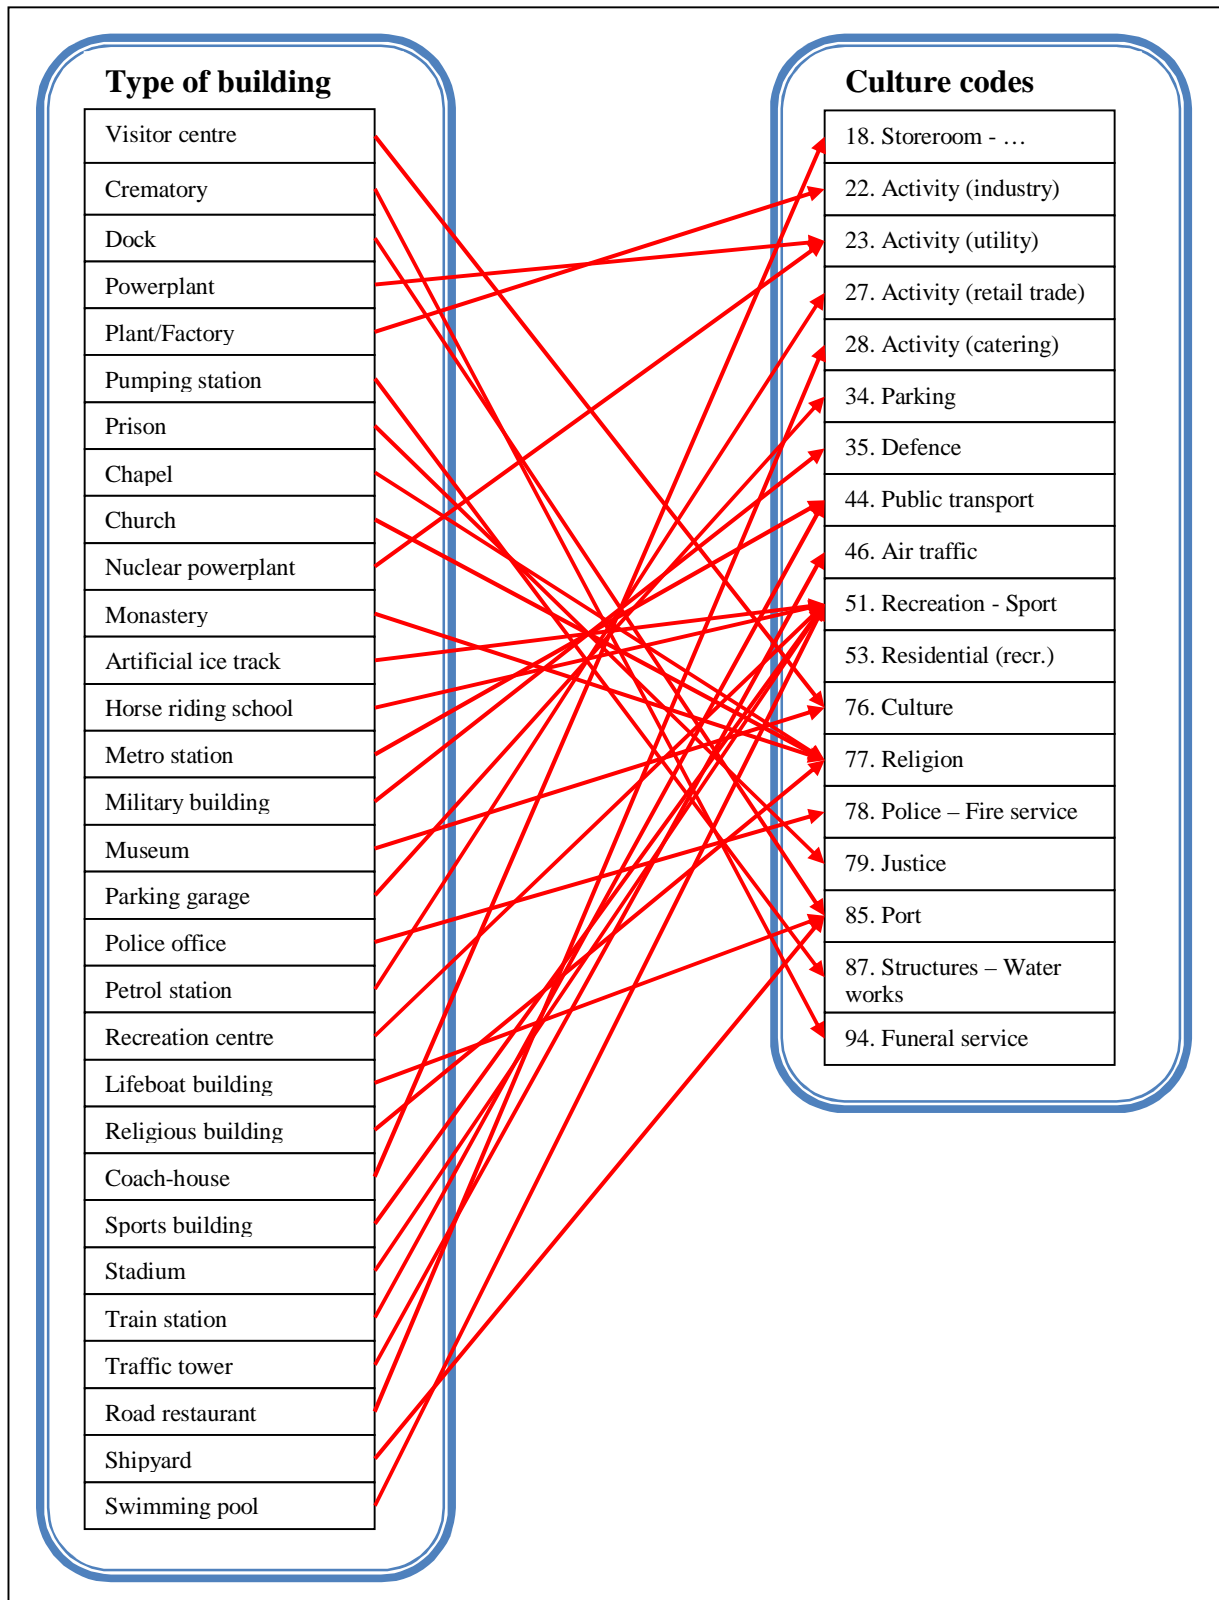 Type of building
Visitor centre
Crematory
Dock
Powerplant
Plant/Factory
Pumping station
Prison
Chapel
Church
Nuclear powerplant
Monastery
Artificial ice track
Horse riding school
Metro station
Military building
Museum
Parking garage
Police office
Petrol station
Recreation centre
Lifeboat building
Religious building
Coach-house
Sports building
Stadium
Train station
Traffic tower
Road restaurant
Shipyard
Swimming pool
Culture codes
18. Storeroom - …
22. Activity (industry)
23. Activity (utility)
27. Activity (retail trade)
28. Activity (catering)
34. Parking
35. Defence
44. Public transport
46. Air traffic
51. Recreation - Sport
53. Residential (recr.)
76. Culture
77. Religion
78. Police – Fire service
79. Justice
85. Port
87. Structures – Water
works
94. Funeral service